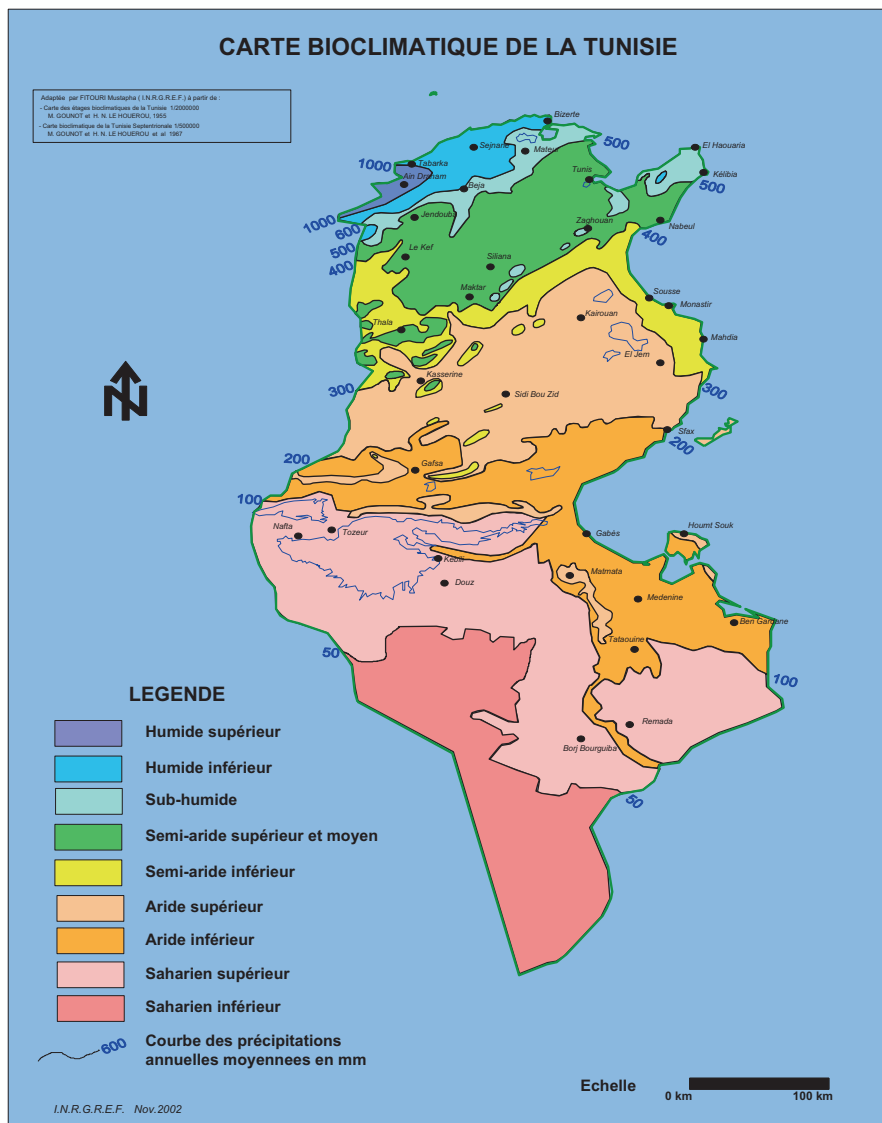 CARTE BIOCLIMATIQUE DE LA TUNISIE
Adaptée par FITOURI Mustapha ( I.N.R.G.R.E.F.) à partir de :
- Carte des étages bioclimatiques de la Tunisie 1/2000000
M. GOUNOT et H. N. LE HOUEROU, 1955
- Carte bioclimatique de la Tunisie Septentrionale 1/500000
M. GOUNOT et H. N. LE HOUEROU et al 1967
Bizerte
500
El Haouaria
Sejnane
Mateur
1000
Tabarka
Ain Draham
Tunis
Kélibia
500
Beja
1000
600
Jendouba
Zaghouan
Nabeul
400
500
400
Le Kef
Siliana
Maktar
Sousse
Monastir
Thala
Kairouan
Mahdia
El Jem
300
Kasserine
300
Sidi Bou Zid
Sfax
200
200
Gafsa
100
Nafta
Tozeur
Gabès
Houmt Souk
Kebili
Douz
Matmata
Medenine
Ben Gardane
50
Tataouine
100
Remada
Borj Bourguiba
50
LEGENDE
Humide supérieur
Humide inférieur
Sub-humide
Semi-aride supérieur et moyen
Semi-aride inférieur
Aride supérieur
Aride inférieur
Saharien supérieur
Saharien inférieur
600
Courbe des précipitations
annuelles moyennees en mm
Echelle
0 km
100 km
I.N.R.G.R.E.F. Nov.2002